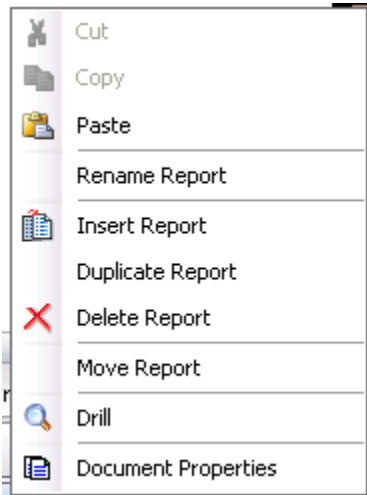 Cut
Copy
Paste
Rename Report
Insert Report
Duplicate Report
Delete Report
Move Report
r
Drill
Document Properties